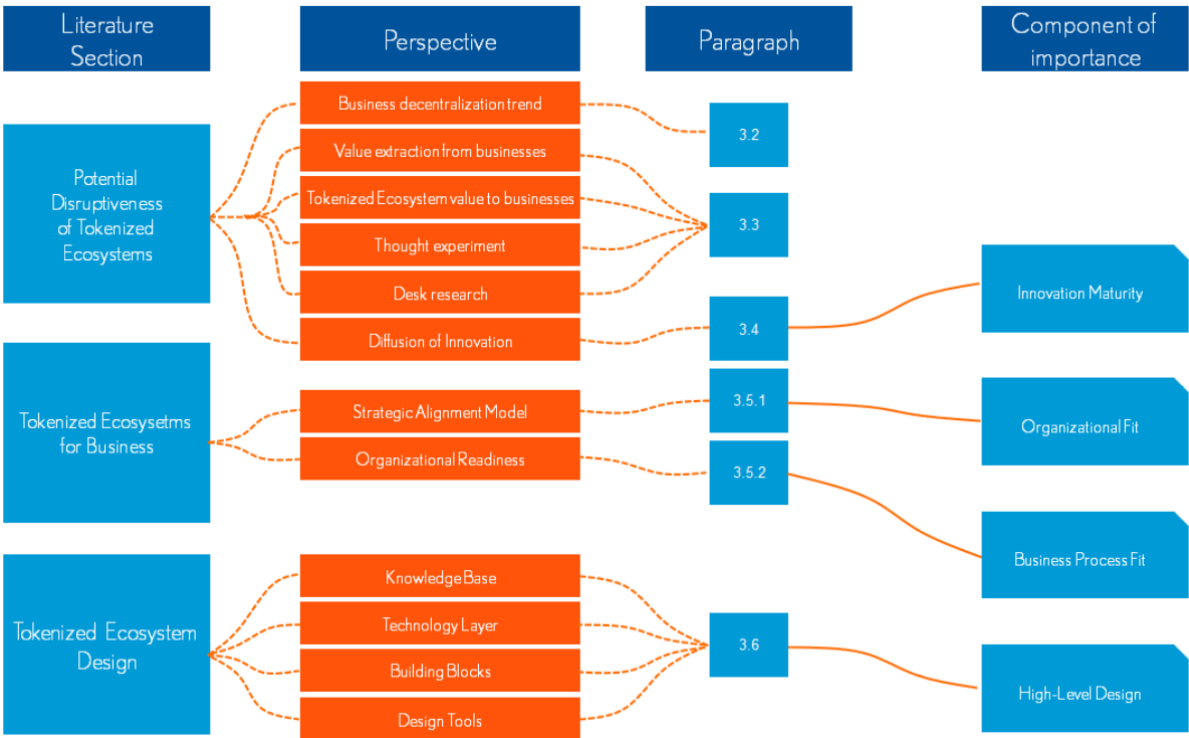 Literature
Section
Perspective
Paragraph
Component of
importance
Potential
Disruptiveness
of Tokenized
Ecosystems
Business decentralization trend
Value extraction from businesses
Tokenized Ecosystem value to businesses
Thought experiment
Desk research
Diffusion of Innovation
3.2
3.3
3.4
Innovation Maturity
Tokenized Ecosysetms
for Business
Strategic Alignment Model
Organizational Readiness
3.5.1
3.5.2
Organizational Fit
Business Process Fit
Tokenized Ecosystem
Design
Knowledge Base
Technology Layer
Building Blocks
Design Tools
3.6
High-Level Design